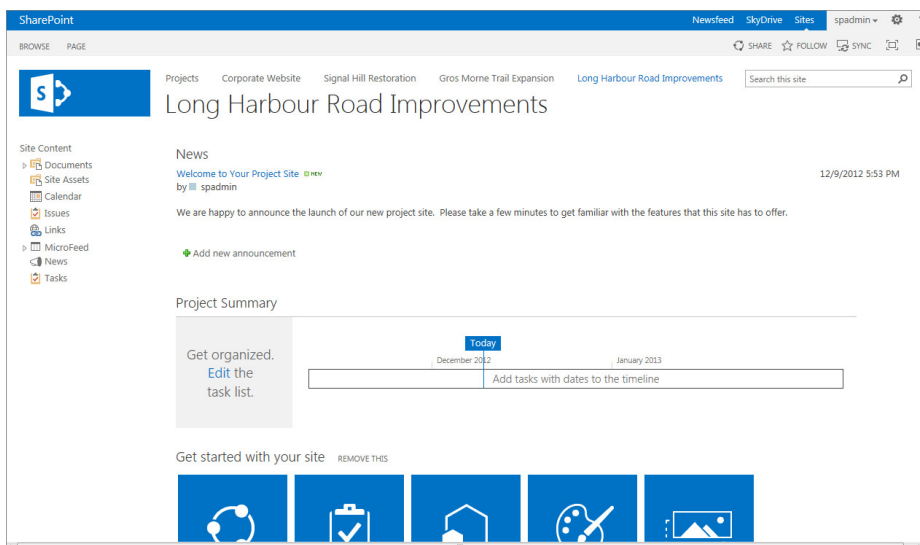 SharePoint
Newsfeed SkyDrive Sites spadmin
BROWSE PAGE
SHARE FOLLOW SYNC
S
Projects Corporate Website Signal Hill Restoration Gros Morne Trail Expansion Long Harbour Road Improvements Search this site
Long Harbour Road Improvements
Site Content
Documents
Site Assets
Calendar
Issues
Links
MicroFeed
News
Tasks
News
Welcome to Your Project Site NEW 12/9/2012 5:53 PM
by spadmin
We are happy to announce the launch of our new project site. Please take a few minutes to get familiar with the features that this site has to offer.
Add new announcement
Project Summary
Get organized.
Edit the
task list.
Today
December 2012 January 2013
Add tasks with dates to the timeline
Get started with your site REMOVE THIS